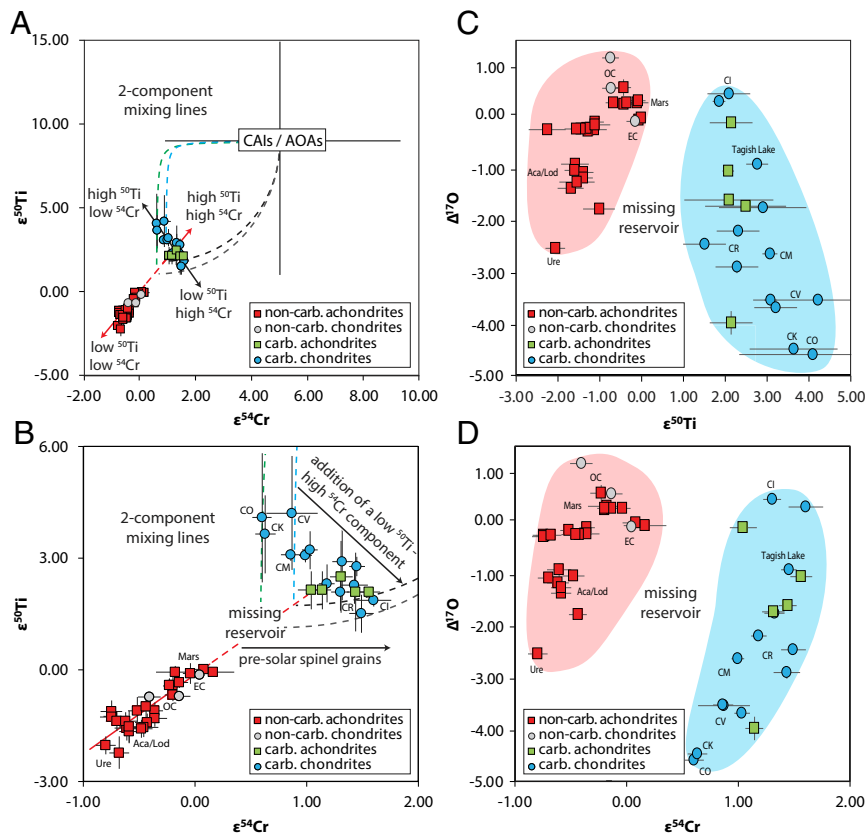 A
15.00
10.00
5.00
0.00
-5.00
ε50Ti
2-component
mixing lines
CAIs / AOAs
high 50Ti
low 54Cr
high 50Ti
high 54Cr
low 50Ti
high 54Cr
low 50Ti
low 54Cr
non-carb. achondrites
non-carb. chondrites
carb. achondrites
carb. chondrites
-2.00 0.00 2.00 4.00 6.00 8.00 10.00
ε54Cr
C
1.00
0.00
-1.00
-2.00
-3.00
-4.00
-5.00
Δ17O
OC
Mars
EC
Aca/Lod
Ure
missing
reservoir
CI
Tagish Lake
CR
CM
CV
CK
CO
non-carb. achondrites
non-carb. chondrites
carb. achondrites
carb. chondrites
-3.00 -2.00 -1.00 0.00 1.00 2.00 3.00 4.00 5.00
ε50Ti
B
6.00
3.00
0.00
-3.00
ε50Ti
2-component
mixing lines
addition of a low 50Ti-
high 54Cr component
CO
CK
CV
CM
CR
CI
missing
reservoir
pre-solar spinel grains
Mars
EC
OC
Aca/Lod
Ure
non-carb. achondrites
non-carb. chondrites
carb. achondrites
carb. chondrites
-1.00 0.00 1.00 2.00
ε54Cr
D
1.00
0.00
-1.00
-2.00
-3.00
-4.00
-5.00
Δ17O
OC
Mars
EC
Aca/Lod
Ure
missing
reservoir
CI
Tagish Lake
CR
CM
CV
CK
CO
non-carb. achondrites
non-carb. chondrites
carb. achondrites
carb. chondrites
-1.00 0.00 1.00 2.00
ε54Cr